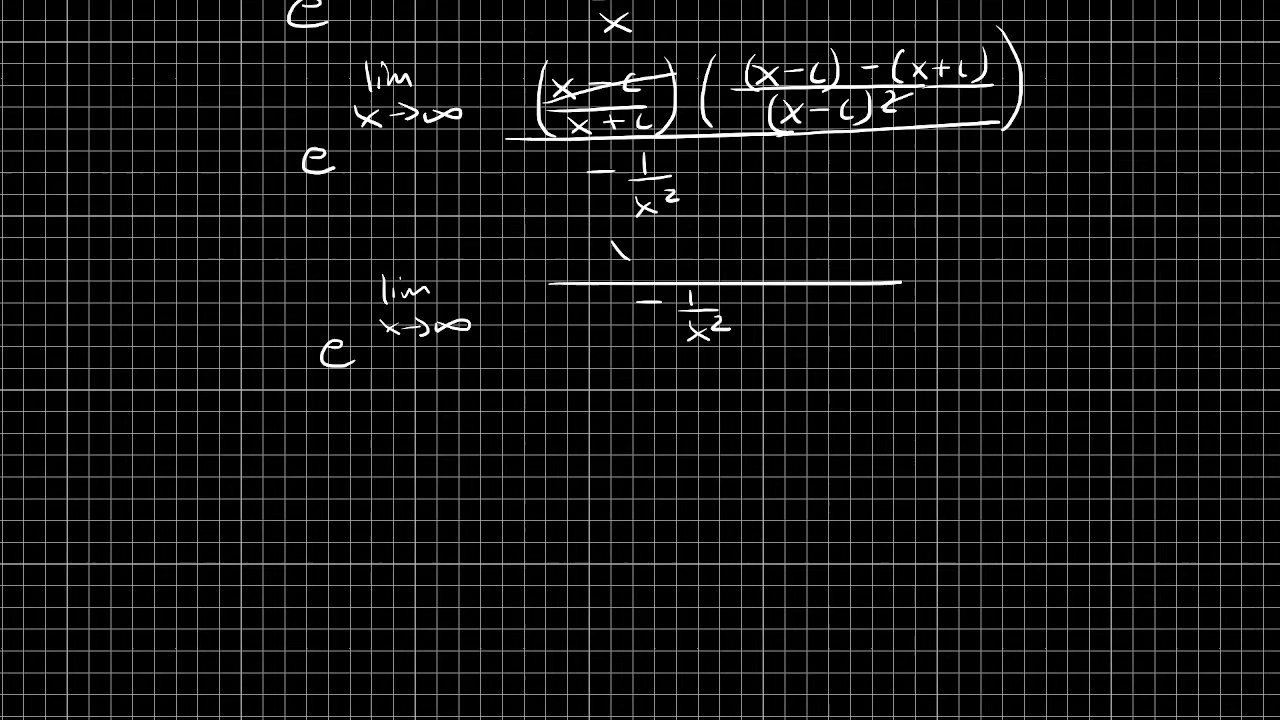 e x
lim x→∞ (x - c / x + c) ((x - c) - (x + c) / (x - c)²)
e - 1/x²
lim x→∞ - 1/x²
e